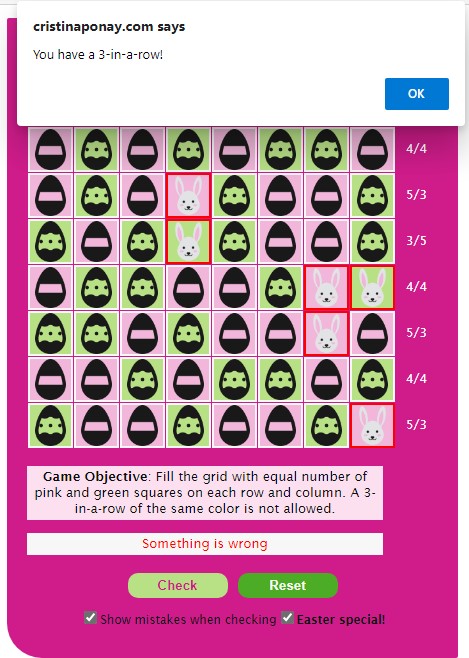 cristinaponay.com says
You have a 3-in-a-row!
OK
4/4
5/3
3/5
4/4
5/3
4/4
5/3
Game Objective: Fill the grid with equal number of
pink and green squares on each row and column. A 3-
in-a-row of the same color is not allowed.
Something is wrong
Check
Reset
Show mistakes when checking Easter special!